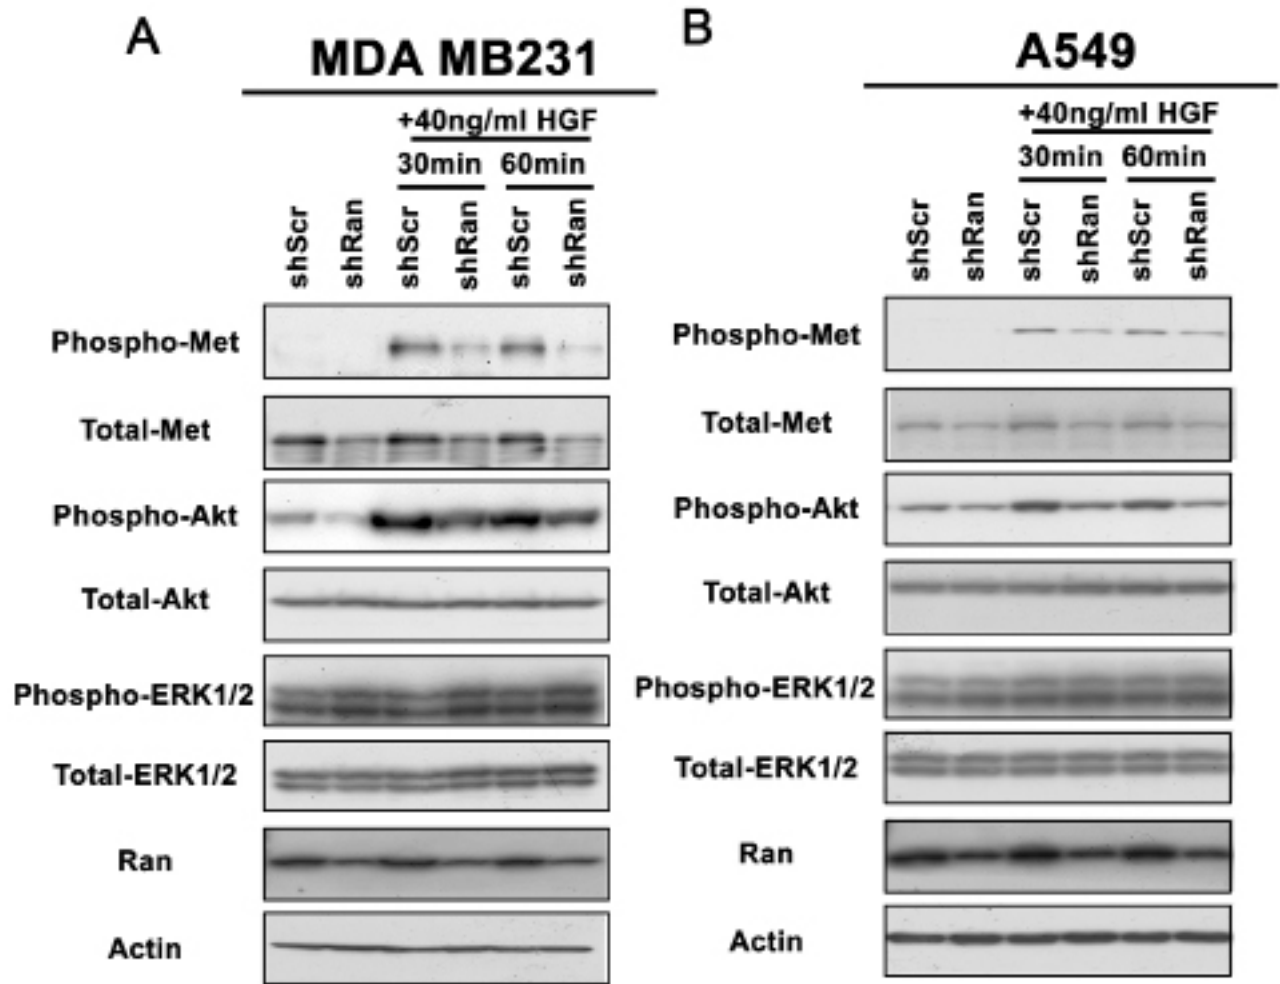 A
MDA MB231
+40ng/ml HGF
30min 60min
shScr shRan shScr shRan shScr shRan
Phospho-Met
Total-Met
Phospho-Akt
Total-Akt
Phospho-ERK1/2
Total-ERK1/2
Ran
Actin
B
A549
+40ng/ml HGF
30min 60min
shScr shRan shScr shRan shScr shRan
Phospho-Met
Total-Met
Phospho-Akt
Total-Akt
Phospho-ERK1/2
Total-ERK1/2
Ran
Actin